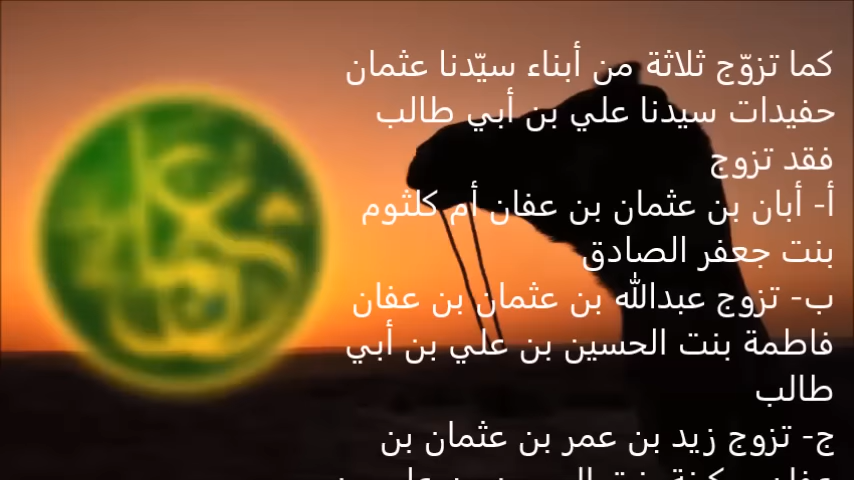 كما تزوّج ثلاثة من أبناء سيّدنا عثمان
حفيدات سيدنا علي بن أبي طالب
فقد تزوج
أ- أبان بن عثمان بن عفان أم كلثوم
بنت جعفر الصادق
ب- تزوج عبدالله بن عثمان بن عفان
فاطمة بنت الحسين بن علي بن أبي
طالب
ج- تزوج زيد بن عمر بن عثمان بن